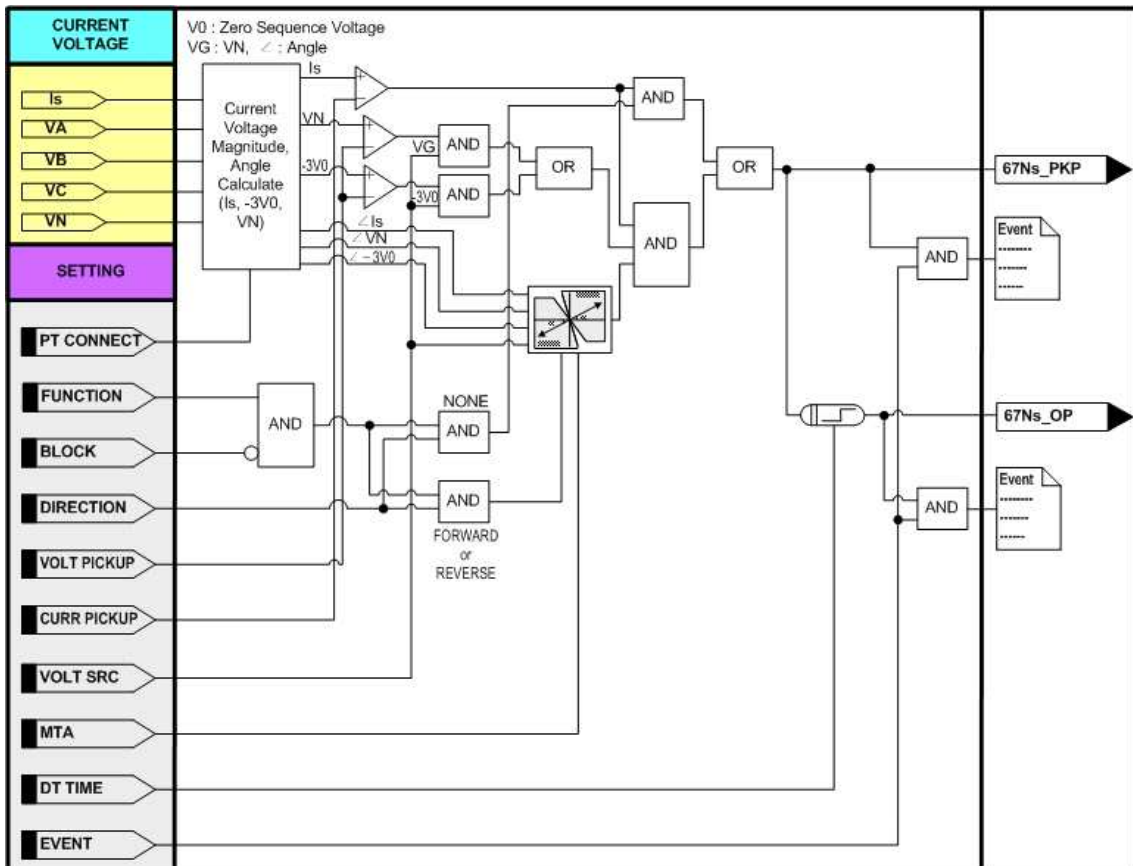 CURRENT
VOLTAGE
V0 : Zero Sequence Voltage
VG : VN, ∠ : Angle
Is
VA
VB
VC
VN
Current
Voltage
Magnitude,
Angle
Calculate
(Is, -3V0,
VN)
Is
VN
-3V0
∠Is
∠VN
∠-3V0
VG
AND
-3V0
AND
OR
AND
AND
OR
67Ns_PKP
AND
Event
SETTING
PT CONNECT
FUNCTION
BLOCK
DIRECTION
VOLT PICKUP
CURR PICKUP
VOLT SRC
MTA
DT TIME
EVENT
AND
NONE
AND
AND
FORWARD
or
REVERSE
67Ns_OP
AND
Event